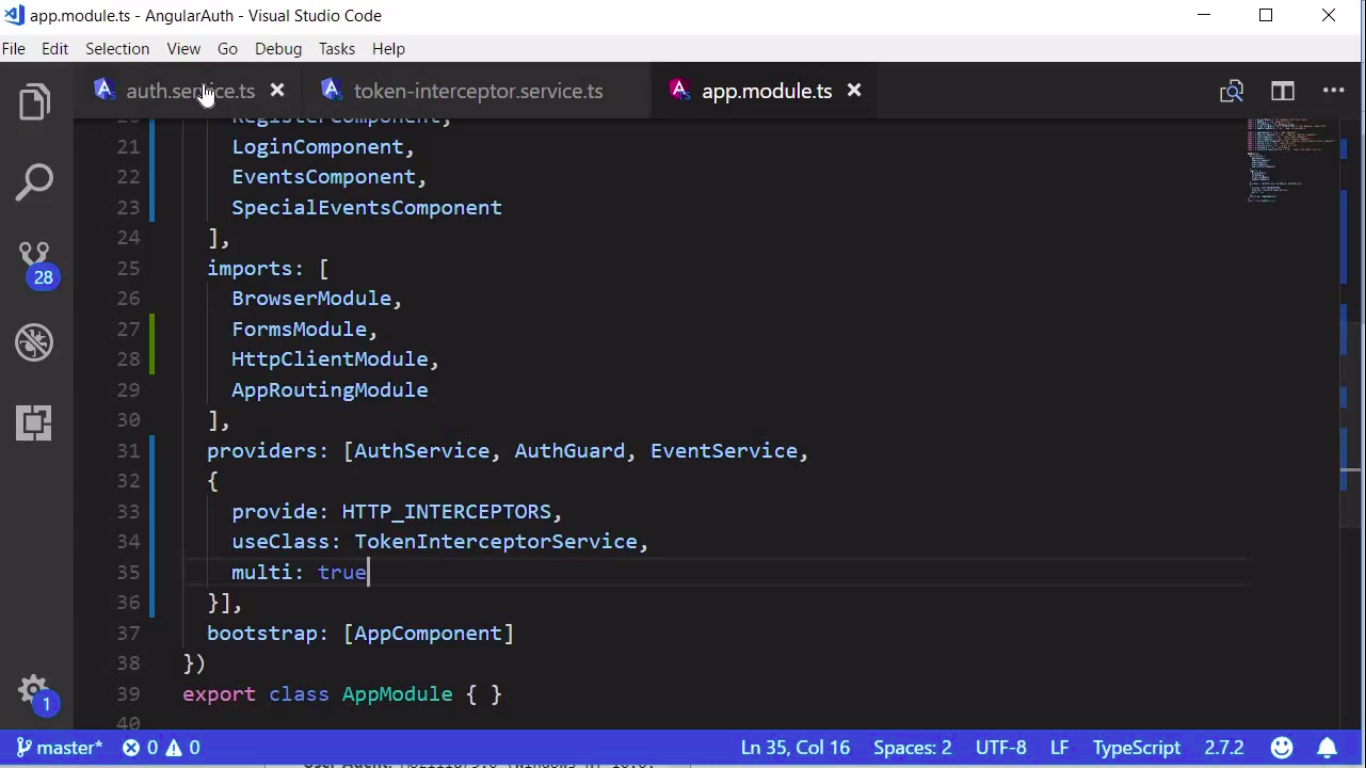 app.module.ts - AngularAuth - Visual Studio Code
File Edit Selection View Go Debug Tasks Help
auth.service.ts token-interceptor.service.ts app.module.ts
20 RegisterComponent,
21 LoginComponent,
22 EventsComponent,
23 SpecialEventsComponent
24 ],
25 imports: [
26 BrowserModule,
27 FormsModule,
28 HttpClientModule,
29 AppRoutingModule
30 ],
31 providers: [AuthService, AuthGuard, EventService,
32 {
33 provide: HTTP_INTERCEPTORS,
34 useClass: TokenInterceptorService,
35 multi: true
36 }],
37 bootstrap: [AppComponent]
38 })
39 export class AppModule { }
40
28
1
master* 0 0 Ln 35, Col 16 Spaces: 2 UTF-8 LF TypeScript 2.7.2